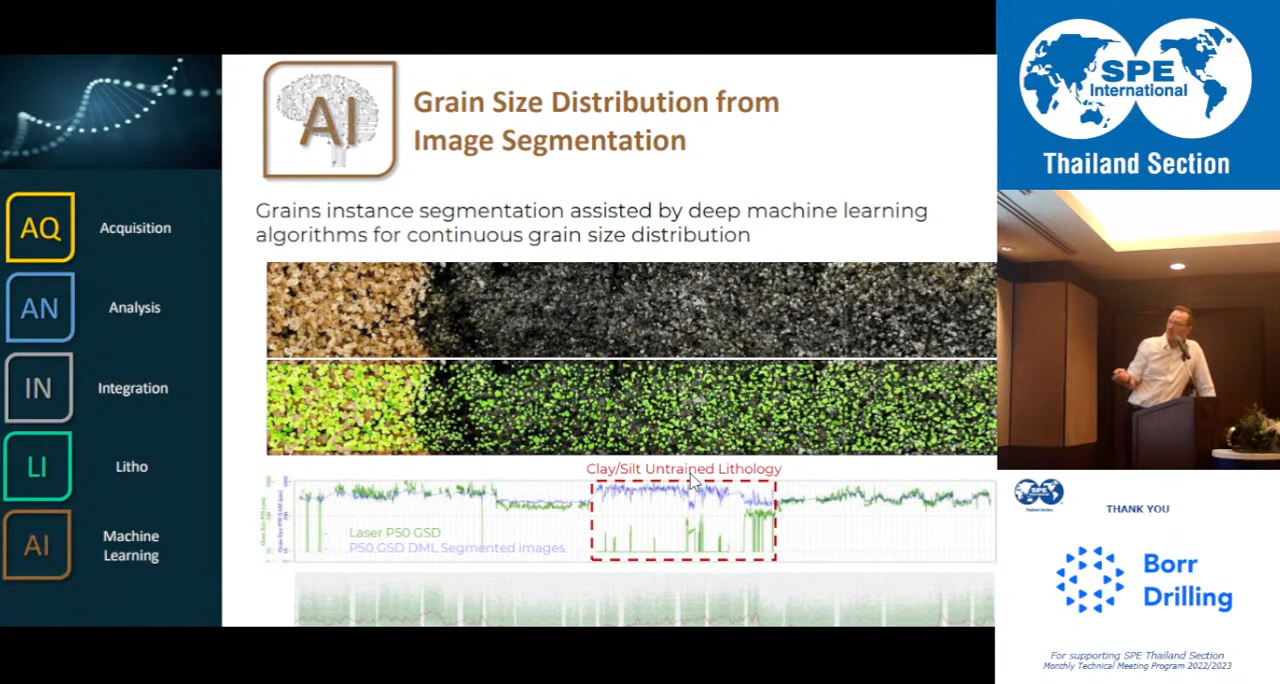 AI
Grain Size Distribution from
Image Segmentation
Grains instance segmentation assisted by deep machine learning
algorithms for continuous grain size distribution
AQ
Acquisition
AN
Analysis
IN
Integration
LI
Litho
AI
Machine
Learning
Clay/Silt Untrained Lithology
Laser P50 GSD
P50 GSD DML Segmented images
SPE
International
Thailand Section
THANK YOU
Borr
Drilling
For supporting SPE Thailand Section
Monthly Technical Meeting Program 2022/2023